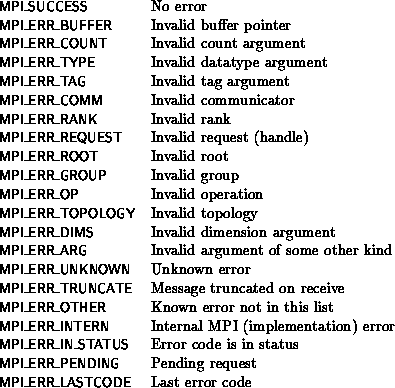 MPI_SUCCESS No error
MPI_ERR_BUFFER Invalid buffer pointer
MPI_ERR_COUNT Invalid count argument
MPI_ERR_TYPE Invalid datatype argument
MPI_ERR_TAG Invalid tag argument
MPI_ERR_COMM Invalid communicator
MPI_ERR_RANK Invalid rank
MPI_ERR_REQUEST Invalid request (handle)
MPI_ERR_ROOT Invalid root
MPI_ERR_GROUP Invalid group
MPI_ERR_OP Invalid operation
MPI_ERR_TOPOLOGY Invalid topology
MPI_ERR_DIMS Invalid dimension argument
MPI_ERR_ARG Invalid argument of some other kind
MPI_ERR_UNKNOWN Unknown error
MPI_ERR_TRUNCATE Message truncated on receive
MPI_ERR_OTHER Known error not in this list
MPI_ERR_INTERN Internal MPI (implementation) error
MPI_ERR_IN_STATUS Error code is in status
MPI_ERR_PENDING Pending request
MPI_ERR_LASTCODE Last error code